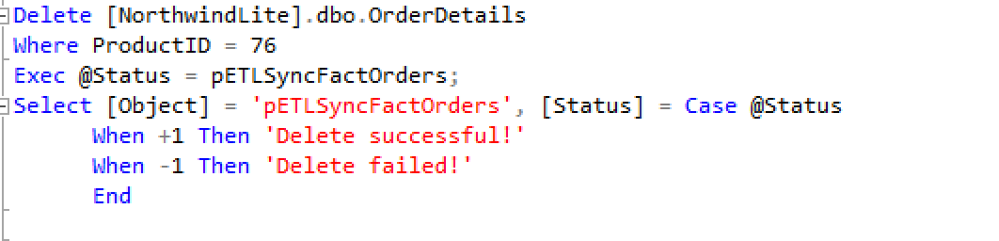 Delete [NorthwindLite].dbo.OrderDetails
Where ProductID = 76
Exec @Status = pETLSyncFactOrders;
Select [Object] = 'pETLSyncFactOrders', [Status] = Case @Status
      When +1 Then 'Delete successful!'
      When -1 Then 'Delete failed!'
      End